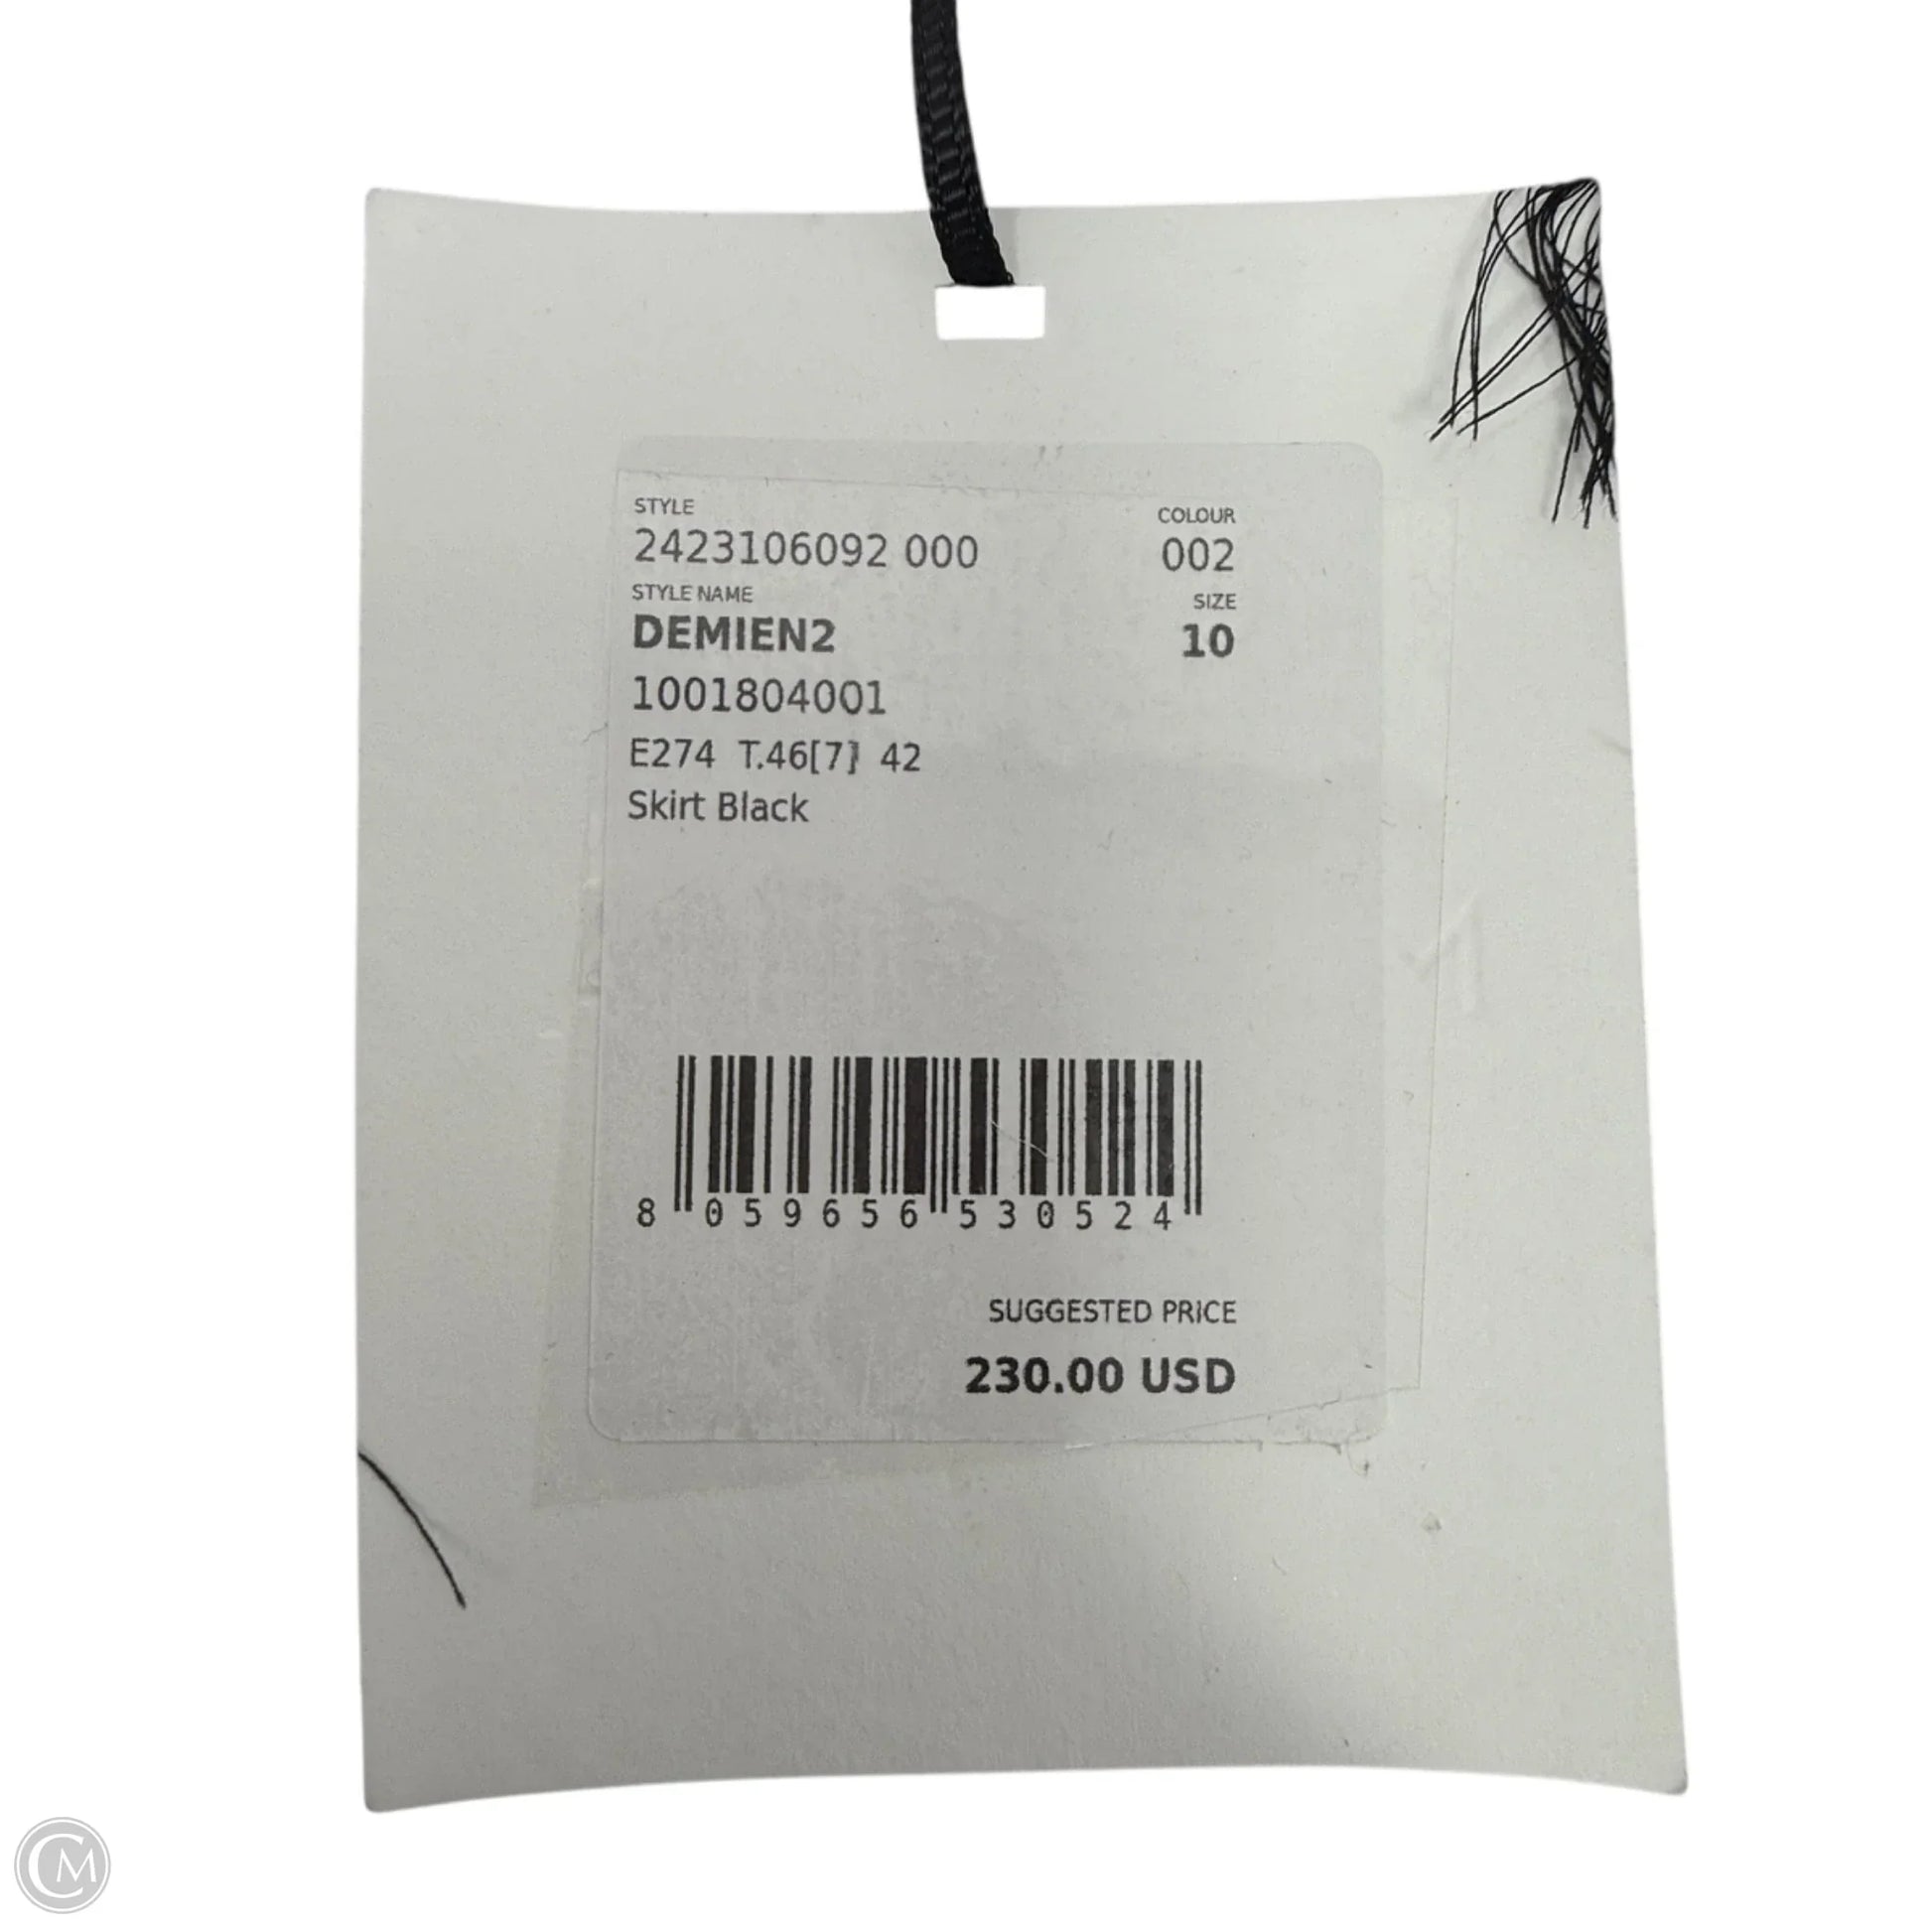 STYLE COLOUR
2423106092 000 002
STYLE NAME SIZE
DEMIEN2 10
1001804001
E274 T.46[7] 42
Skirt Black
8 059656 530524
SUGGESTED PRICE
230.00 USD
CM